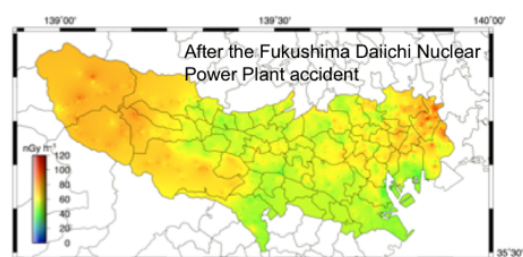 139°00' 139°30' 140°00'
After the Fukushima Daiichi Nuclear
Power Plant accident
nGy h⁻¹
120
100
80
60
40
20
0
35°30'